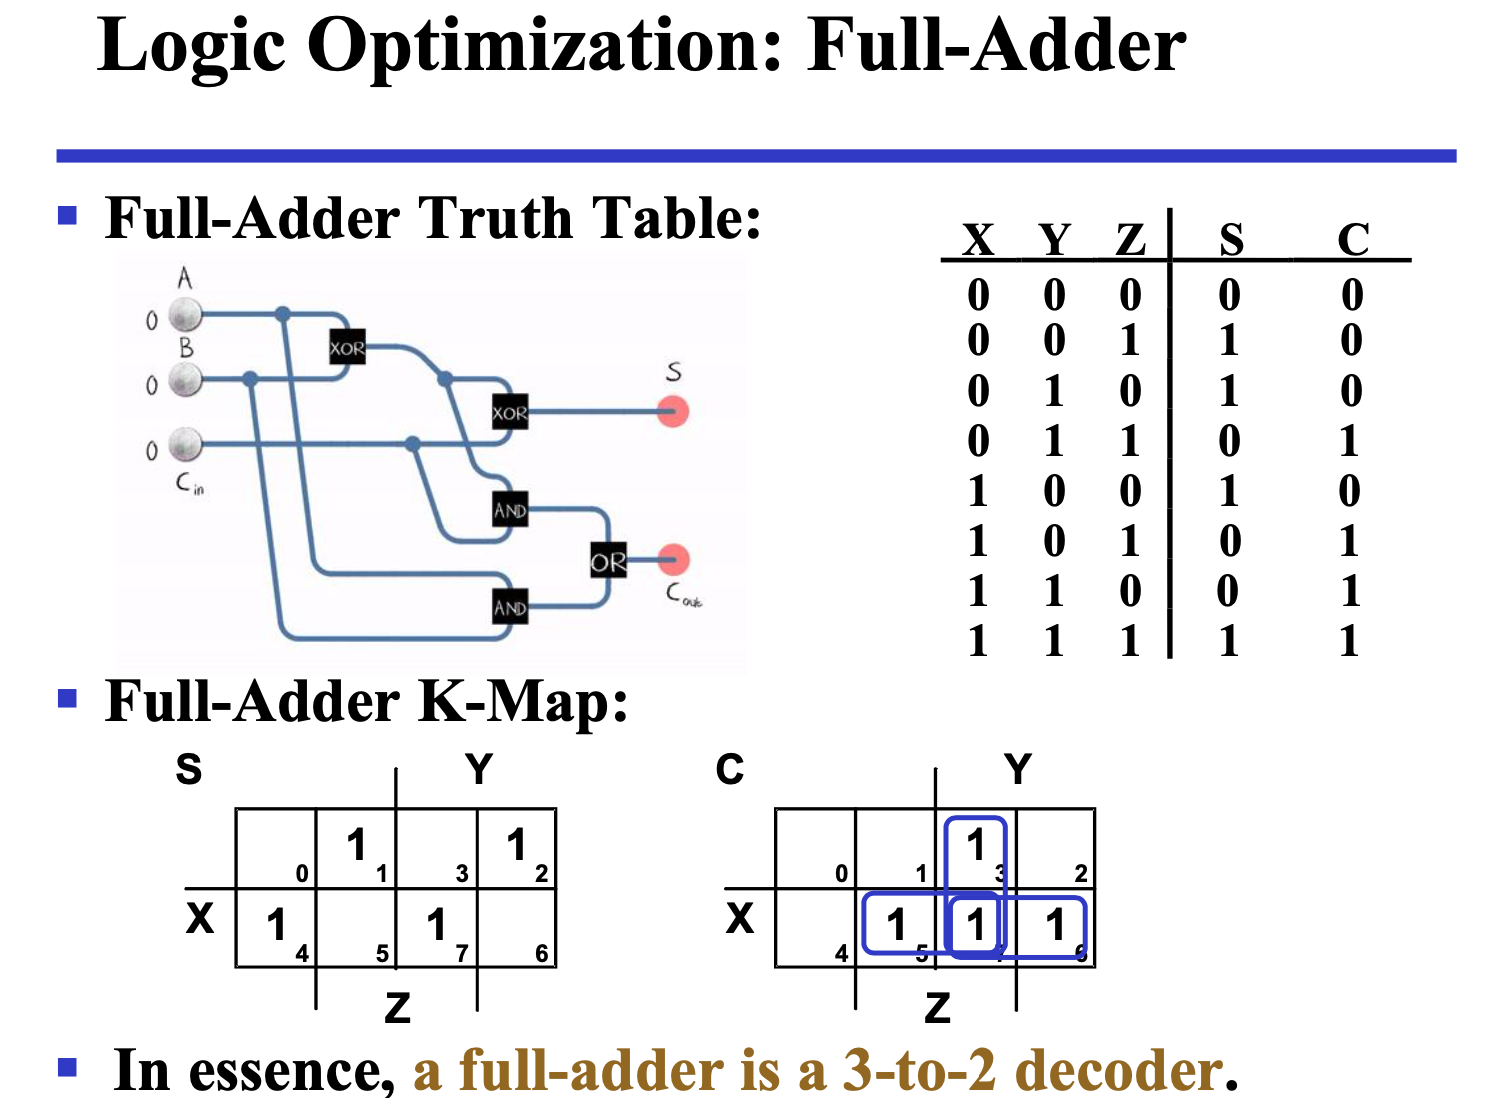 Logic Optimization: Full-Adder
Full-Adder Truth Table:
A
0
B
0
0
C in
XOR
XOR
S
AND
OR
AND
C out
X Y Z S C
0 0 0 0 0
0 0 1 1 0
0 1 0 1 0
0 1 1 0 1
1 0 0 1 0
1 0 1 0 1
1 1 0 0 1
1 1 1 1 1
Full-Adder K-Map:
S Y
1 1
0 1 3 2
X 1 1
4 5 7 6
Z
C Y
1
0 1 3 2
X 1 1 1
4 5 7 6
Z
In essence, a full-adder is a 3-to-2 decoder.